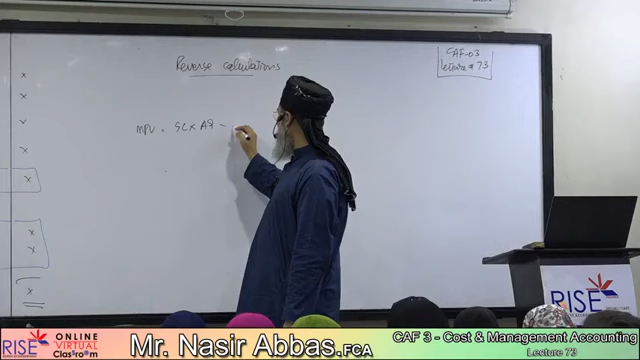 Reverse calculations
CAF-03
Lecture # 73
MPV = SC x AQ -
x
x
x
x
x
x
x
x
RISE
RISE
ONLINE
VIRTUAL
Classroom
Mr. Nasir Abbas.FCA
CAF 3 - Cost & Management Accounting
Lecture 73